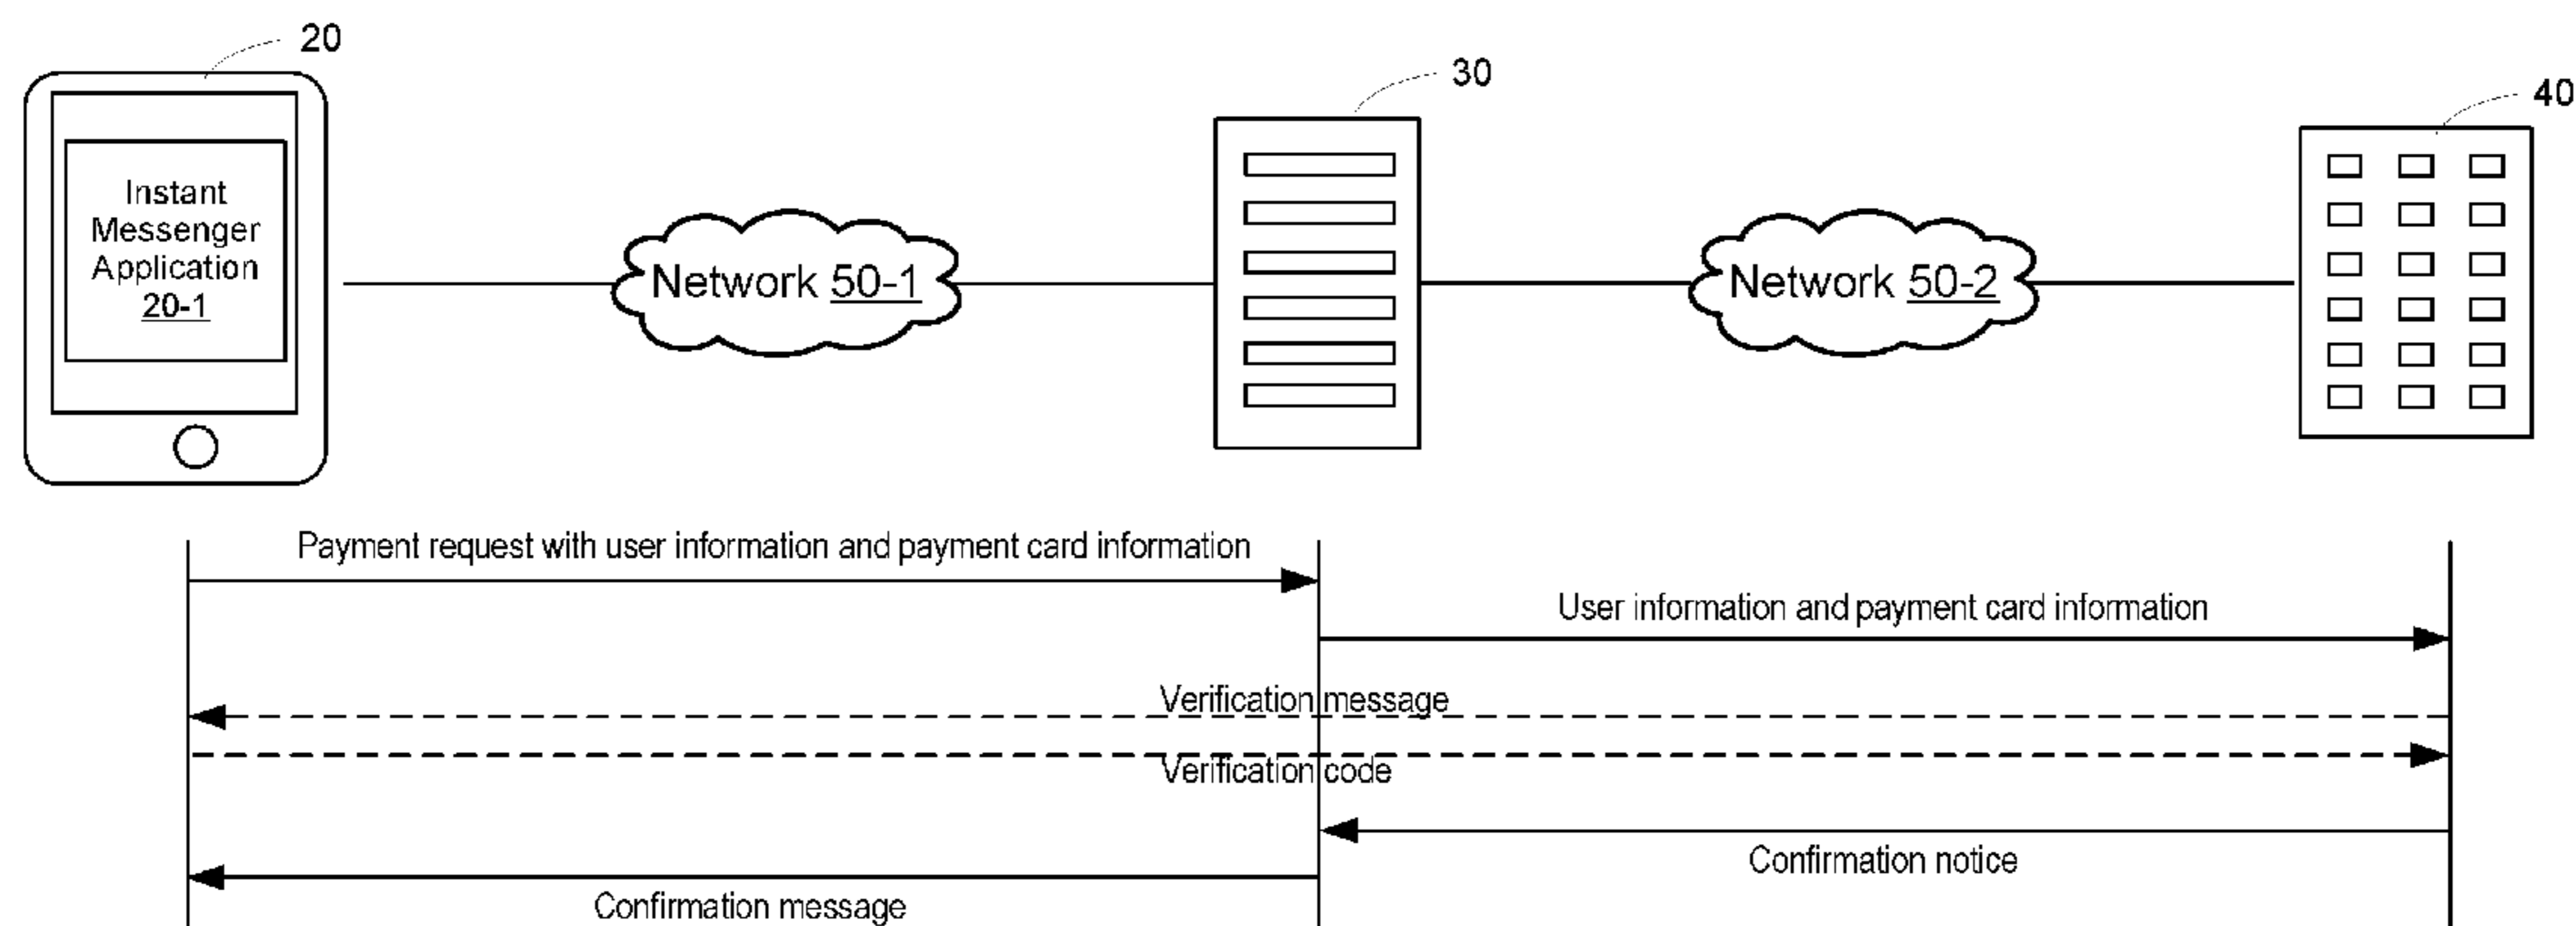 20
30
40
Instant
Messenger
Application
20-1
Network 50-1
Network 50-2
Payment request with user information and payment card information
User information and payment card information
Verification message
Verification code
Confirmation notice
Confirmation message